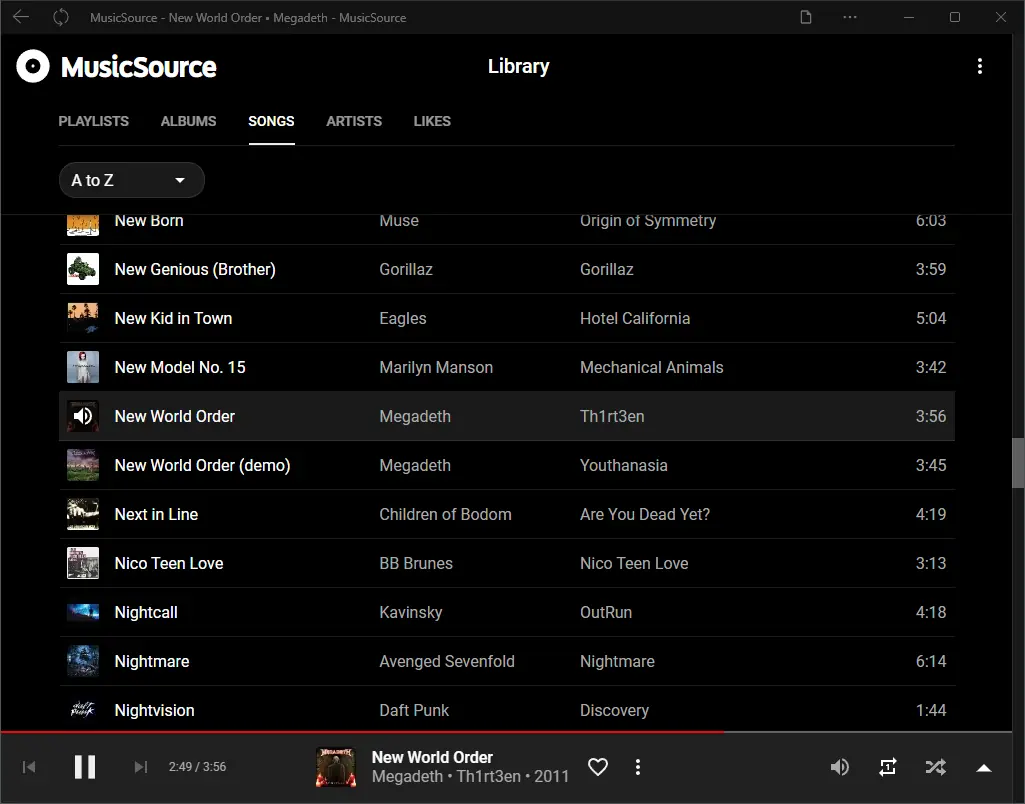 MusicSource - New World Order • Megadeth - MusicSource
MusicSource
Library
PLAYLISTS ALBUMS SONGS ARTISTS LIKES
A to Z
New Born Muse Origin of Symmetry 6:03
New Genious (Brother) Gorillaz Gorillaz 3:59
New Kid in Town Eagles Hotel California 5:04
New Model No. 15 Marilyn Manson Mechanical Animals 3:42
New World Order Megadeth Th1rt3en 3:56
New World Order (demo) Megadeth Youthanasia 3:45
Next in Line Children of Bodom Are You Dead Yet? 4:19
Nico Teen Love BB Brunes Nico Teen Love 3:13
Nightcall Kavinsky OutRun 4:18
Nightmare Avenged Sevenfold Nightmare 6:14
daft punk Nightvision Daft Punk Discovery 1:44
2:49 / 3:56
MEGADETH
New World Order
Megadeth • Th1rt3en • 2011
1